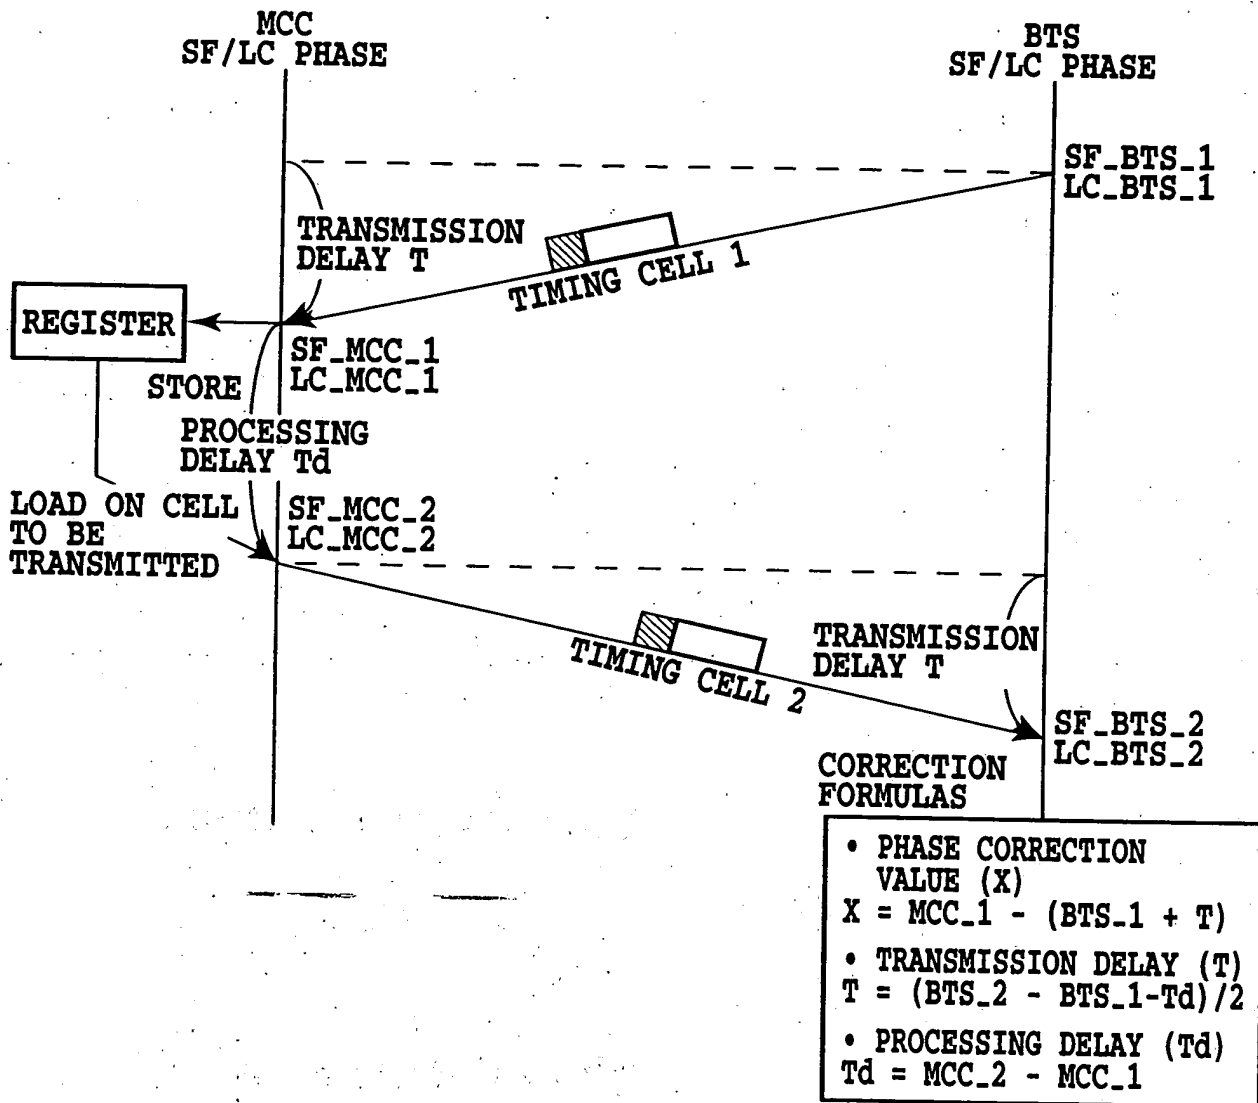 MCC
SF/LC PHASE
BTS
SF/LC PHASE
SF_BTS_1
LC_BTS_1
TRANSMISSION
DELAY T
TIMING CELL 1
REGISTER
SF_MCC_1
LC_MCC_1
STORE
PROCESSING
DELAY Td
LOAD ON CELL
TO BE
TRANSMITTED
SF_MCC_2
LC_MCC_2
TIMING CELL 2
TRANSMISSION
DELAY T
SF_BTS_2
LC_BTS_2
CORRECTION
FORMULAS
• PHASE CORRECTION
VALUE (X)
X = MCC_1 - (BTS_1 + T)
• TRANSMISSION DELAY (T)
T = (BTS_2 - BTS_1-Td)/2
• PROCESSING DELAY (Td)
Td = MCC_2 - MCC_1